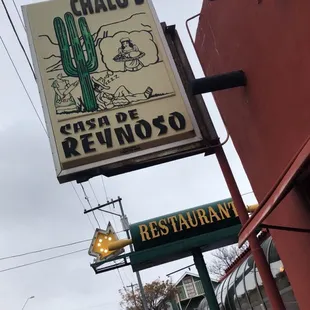 CHALO'S
CASA DE
REYNOSO
RESTAURANT